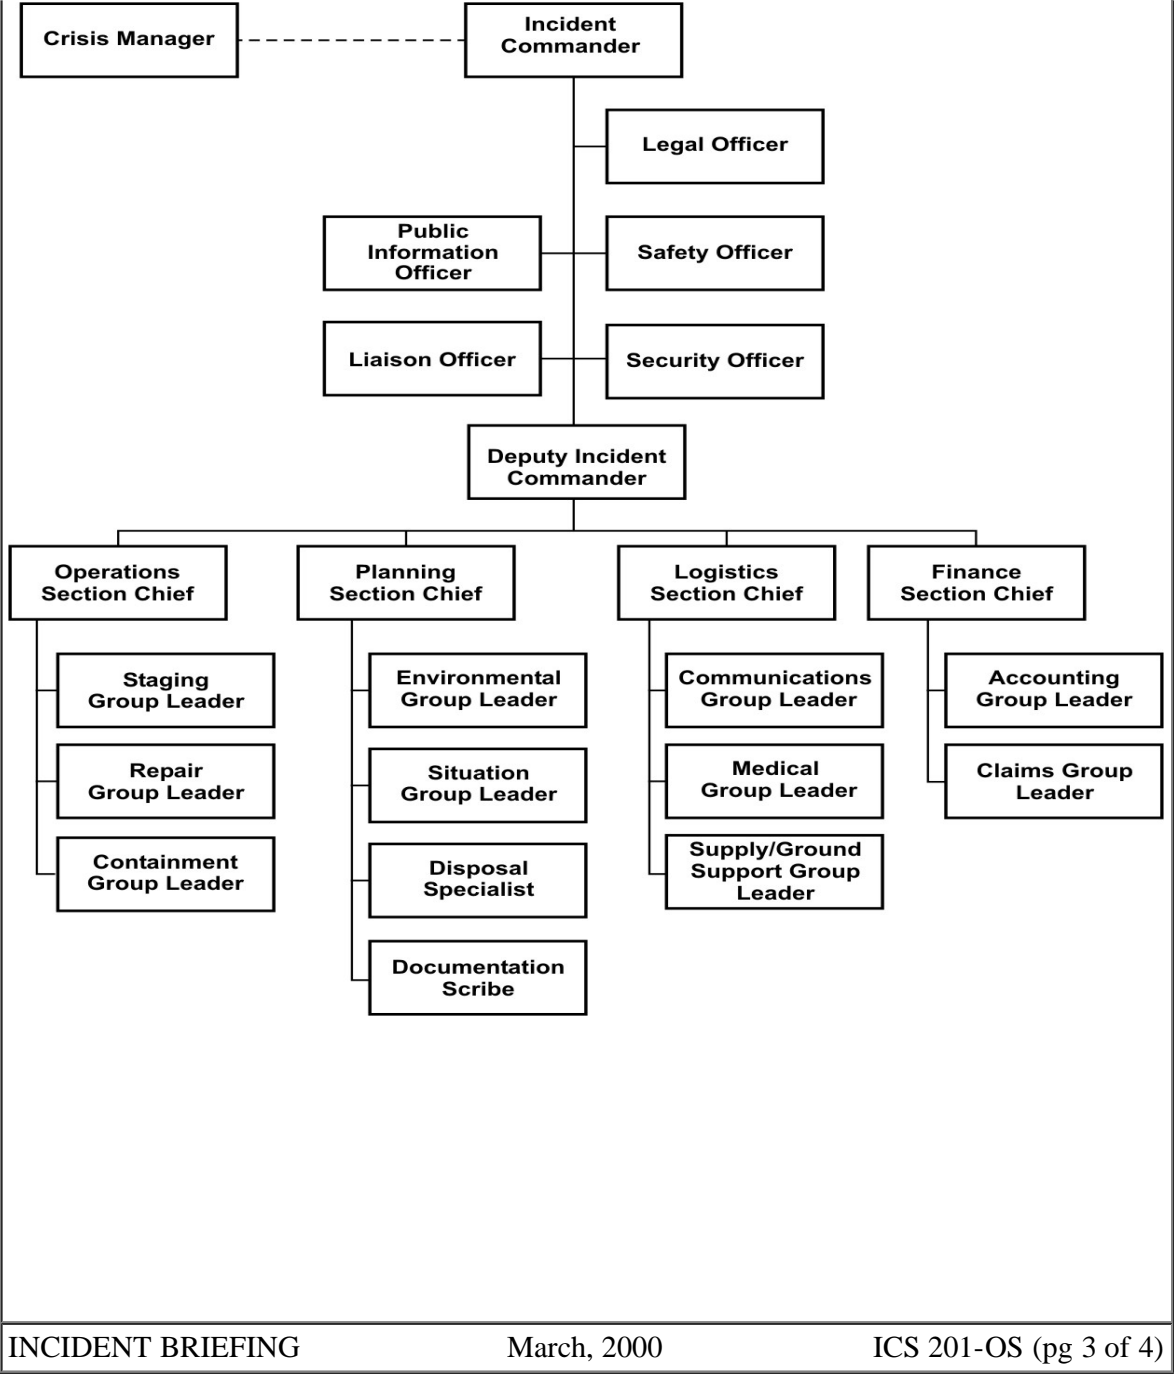 Crisis Manager
Incident
Commander
Legal Officer
Public
Information
Officer
Safety Officer
Liaison Officer
Security Officer
Deputy Incident
Commander
Operations
Section Chief
Planning
Section Chief
Logistics
Section Chief
Finance
Section Chief
Staging
Group Leader
Repair
Group Leader
Containment
Group Leader
Environmental
Group Leader
Situation
Group Leader
Disposal
Specialist
Documentation
Scribe
Communications
Group Leader
Medical
Group Leader
Supply/Ground
Support Group
Leader
Accounting
Group Leader
Claims Group
Leader
INCIDENT BRIEFING March, 2000 ICS 201-OS (pg 3 of 4)